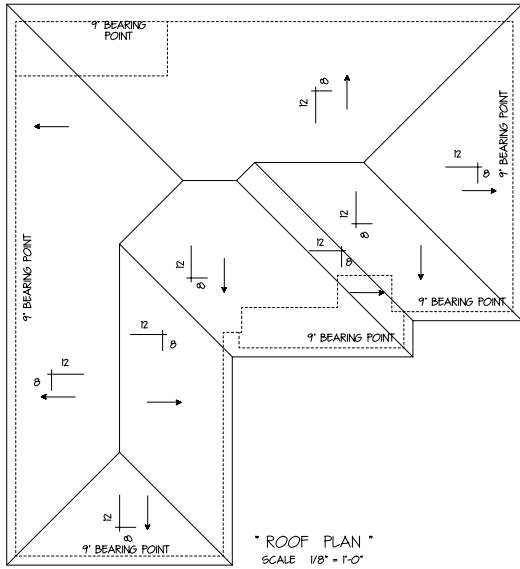 9' BEARING
POINT
8
12
12
8
9' BEARING POINT
12
8
12
8
12
8
9' BEARING POINT
9' BEARING POINT
12
8
9' BEARING POINT
12
8
12
8
9' BEARING POINT
" ROOF PLAN "
SCALE 1/8" = 1'-0"